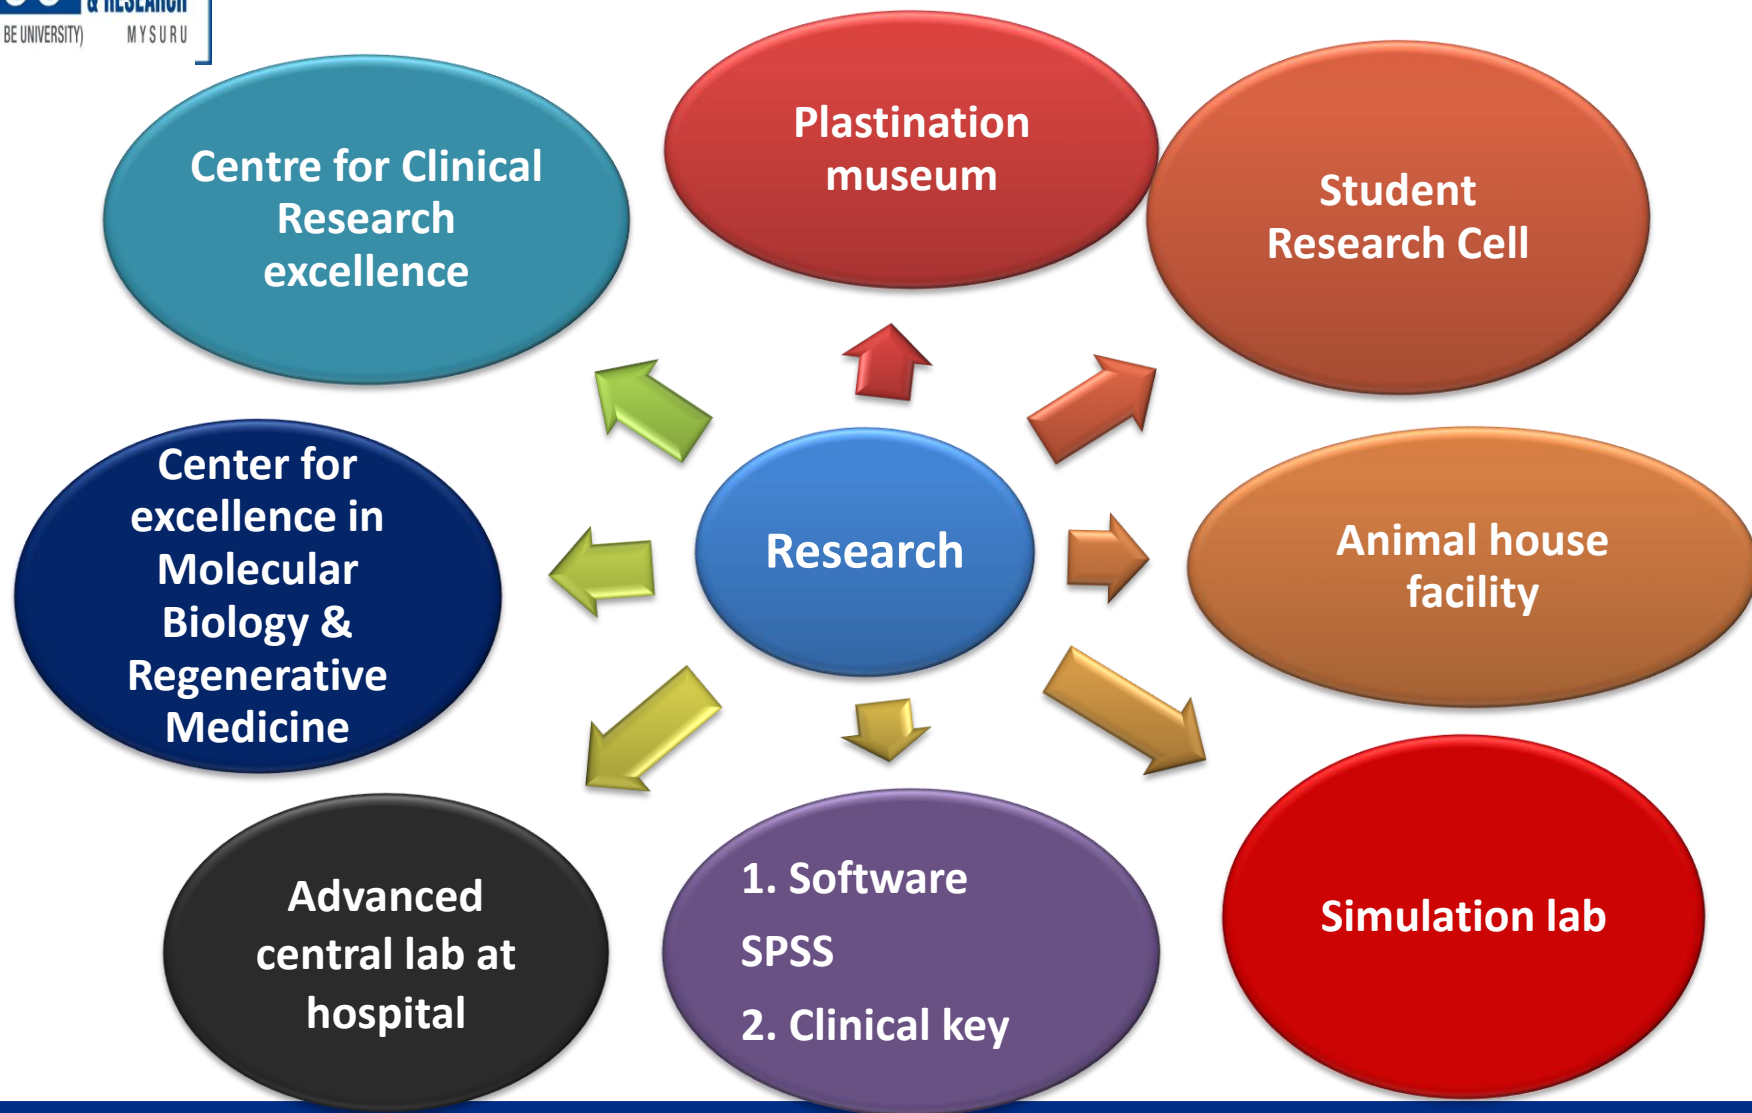 & RESEARCH
BE UNIVERSITY) MYSURU
Plastination
museum
Student
Research Cell
Centre for Clinical
Research
excellence
Center for
excellence in
Molecular
Biology &
Regenerative
Medicine
Research
Animal house
facility
Advanced
central lab at
hospital
1. Software
SPSS
2. Clinical key
Simulation lab